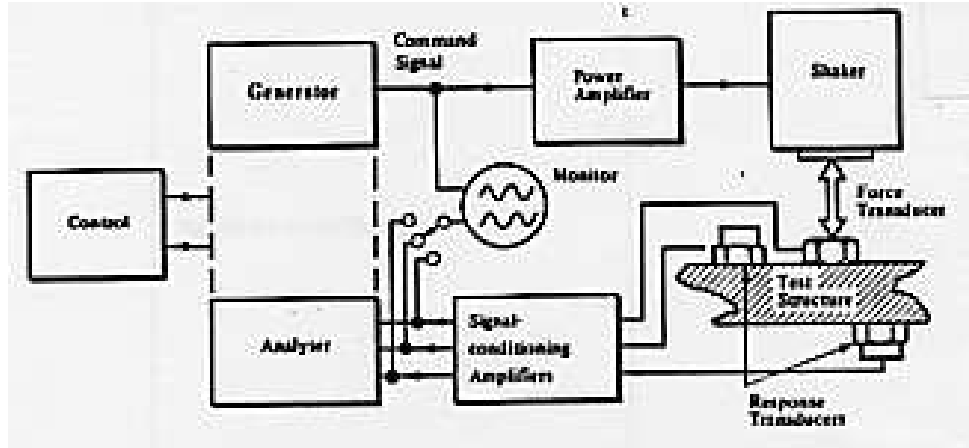 Generator
Command
Signal
Power
Amplifier
Shaker
Monitor
Control
Force
Transducer
Test
Structure
Analyser
Signal-
conditioning
Amplifiers
Response
Transducers